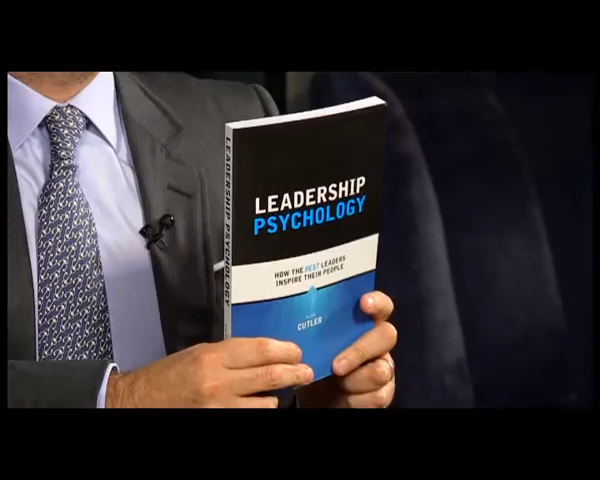 LEADERSHIP
PSYCHOLOGY
HOW THE BEST LEADERS
INSPIRE THEIR PEOPLE
CUTLER
LEADERSHIP PSYCHOLOGY